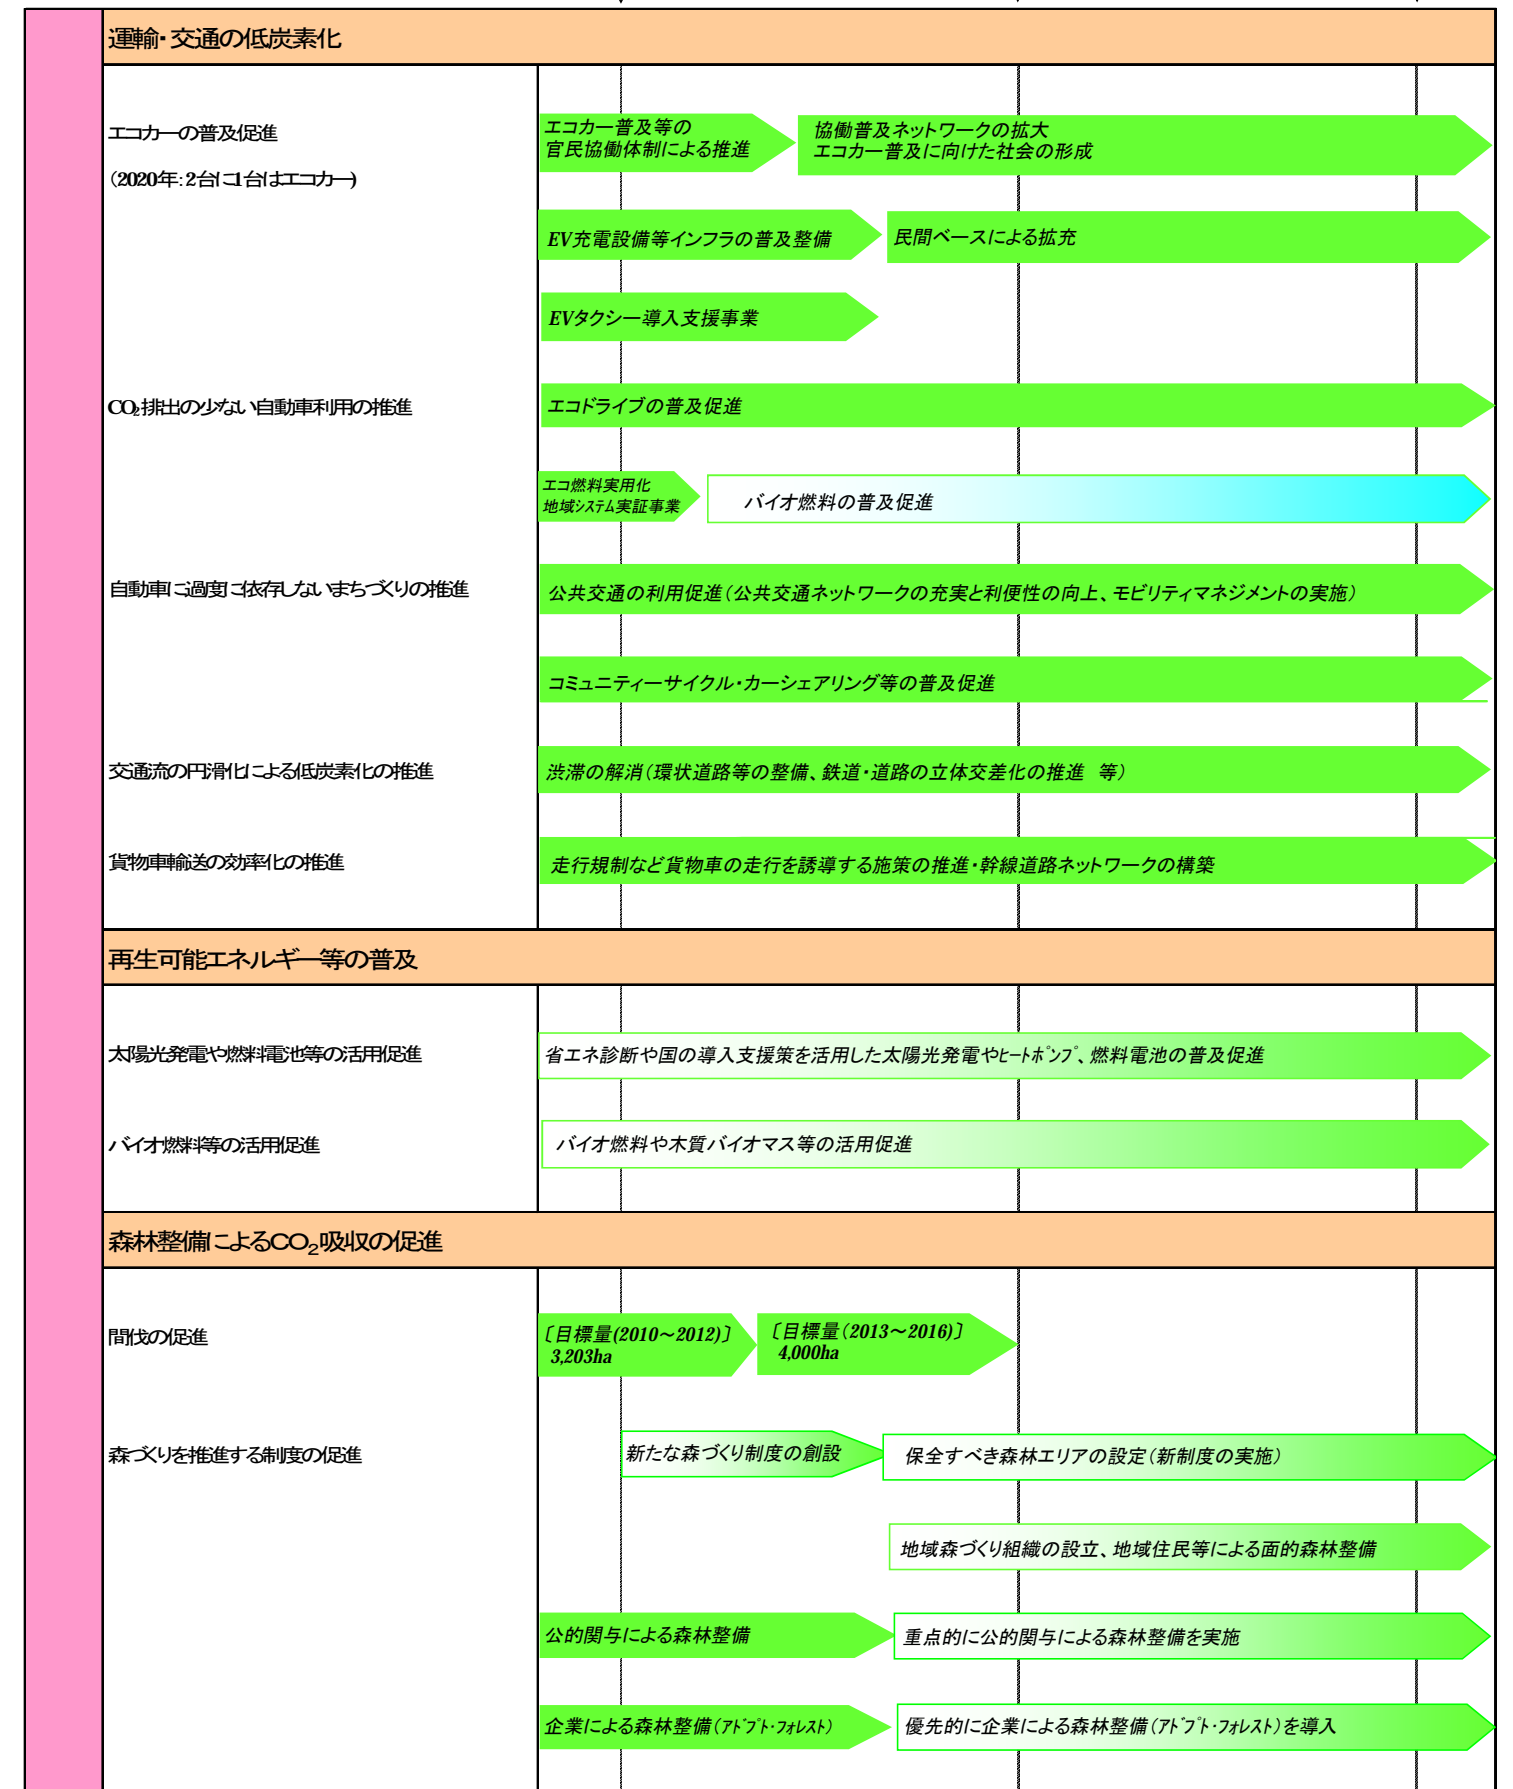 運輸・交通の低炭素化
エコカーの普及促進
（2020年：2台に1台はエコカー）
エコカー普及等の
官民協働体制による推進
協働普及ネットワークの拡大
エコカー普及に向けた社会の形成
EV充電設備等インフラの普及整備
民間ベースによる拡充
EVタクシー導入支援事業
CO₂排出の少ない自動車利用の推進
エコドライブの普及促進
エコ燃料実用化
地域ｼｽﾃﾑ実証事業
バイオ燃料の普及促進
自動車に過度に依存しないまちづくりの推進
公共交通の利用促進（公共交通ネットワークの充実と利便性の向上、モビリティマネジメントの実施）
コミュニティーサイクル・カーシェアリング等の普及促進
交通流の円滑化による低炭素化の推進
渋滞の解消（環状道路等の整備、鉄道・道路の立体交差化の推進　等）
貨物車輸送の効率化の推進
走行規制など貨物車の走行を誘導する施策の推進・幹線道路ネットワークの構築
再生可能エネルギー等の普及
太陽光発電や燃料電池等の活用促進
省エネ診断や国の導入支援策を活用した太陽光発電やﾋｰﾄﾎﾟﾝﾌﾟ、燃料電池の普及促進
バイオ燃料等の活用促進
バイオ燃料や木質バイオマス等の活用促進
森林整備によるCO₂吸収の促進
間伐の促進
〔目標量(2010～2012)〕
3,203ha
〔目標量（2013～2016)〕
4,000ha
森づくりを推進する制度の促進
新たな森づくり制度の創設
保全すべき森林エリアの設定（新制度の実施）
地域森づくり組織の設立、地域住民等による面的森林整備
公的関与による森林整備
重点的に公的関与による森林整備を実施
企業による森林整備（ｱﾄﾞﾌﾟﾄ・ﾌｫﾚｽﾄ）
優先的に企業による森林整備（ｱﾄﾞﾌﾟﾄ・ﾌｫﾚｽﾄ）を導入